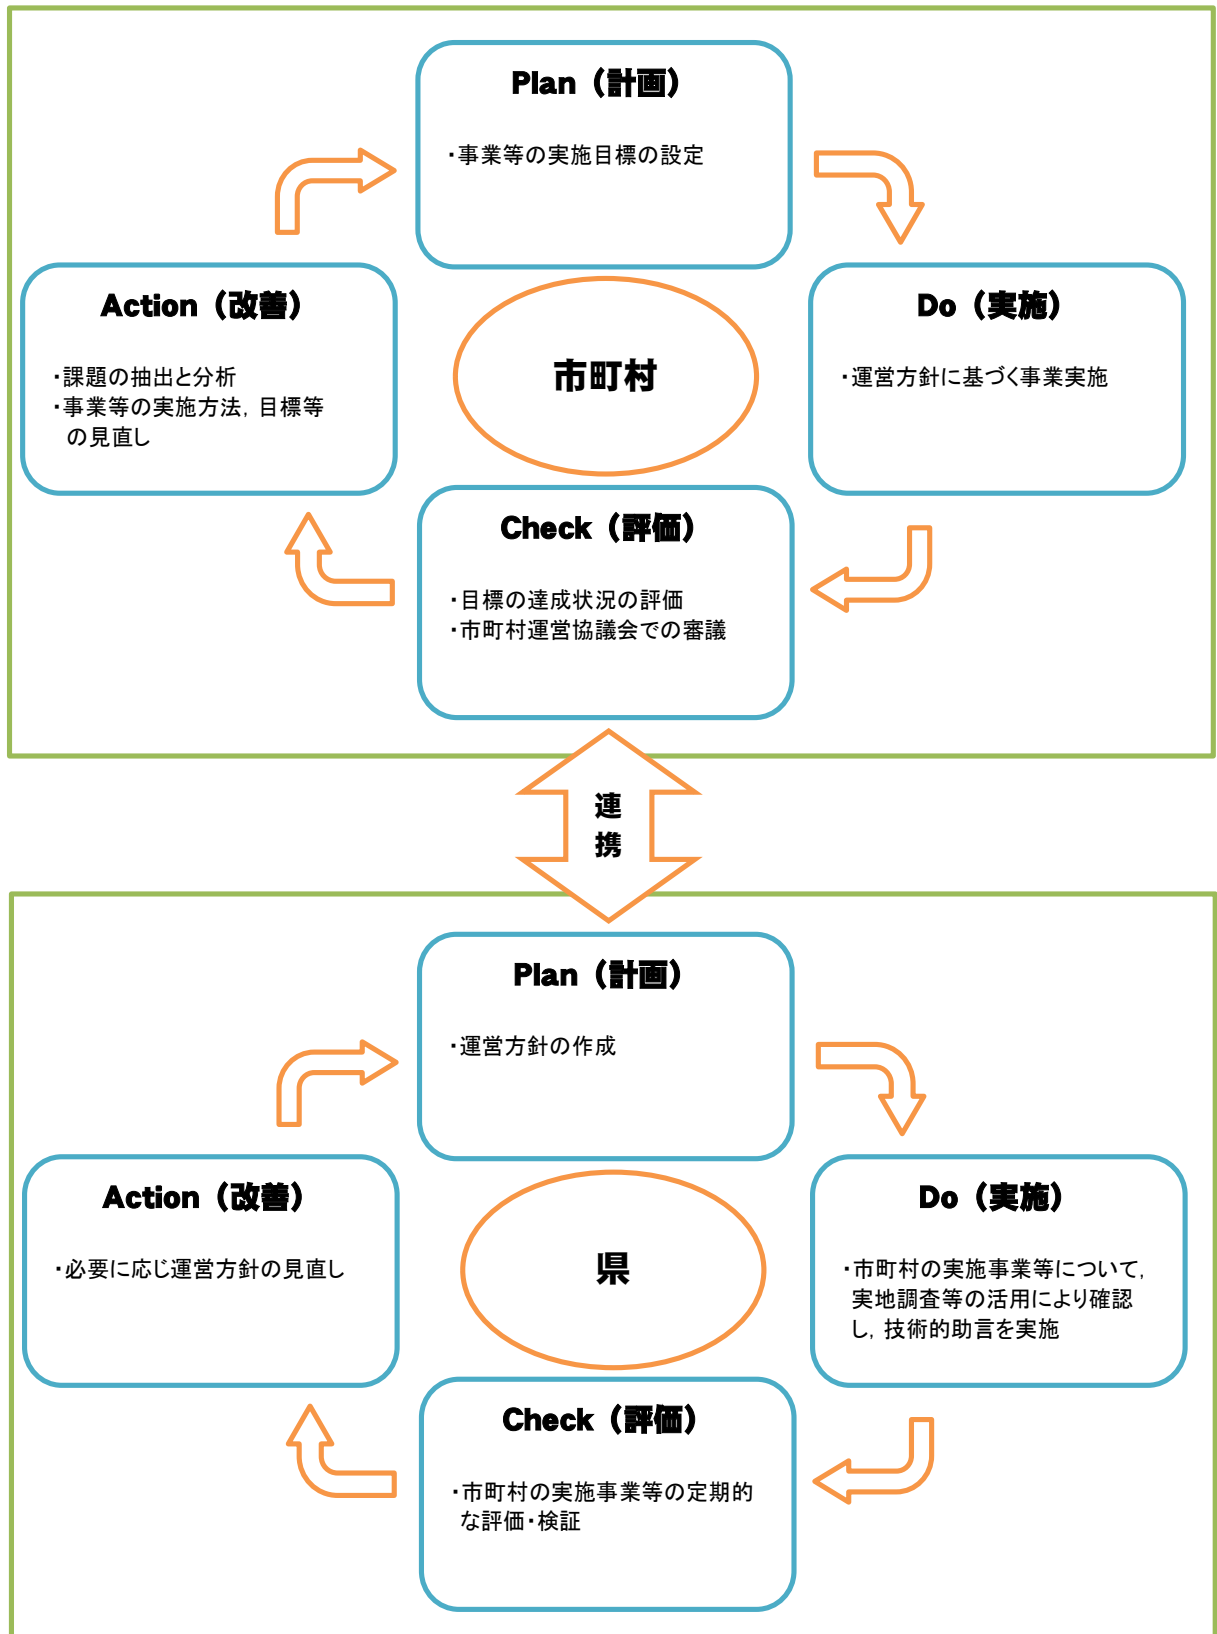 Plan（計画）
・事業等の実施目標の設定
Action（改善）
・課題の抽出と分析
・事業等の実施方法，目標等
の見直し
市町村
Do（実施）
・運営方針に基づく事業実施
Check（評価）
・目標の達成状況の評価
・市町村運営協議会での審議
連
携
Plan（計画）
・運営方針の作成
Action（改善）
・必要に応じ運営方針の見直し
県
Do（実施）
・市町村の実施事業等について，
実地調査等の活用により確認
し，技術的助言を実施
Check（評価）
・市町村の実施事業等の定期的
な評価・検証